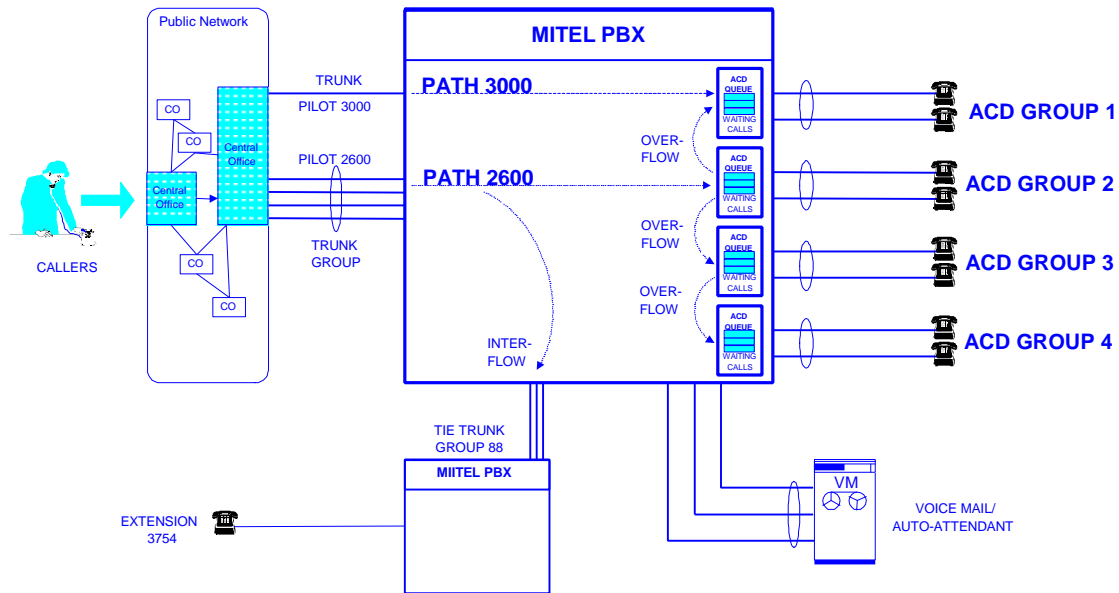 Public Network
MITEL PBX
TRUNK
PILOT 3000
PATH 3000
ACD
QUEUE
WAITING
CALLS
ACD GROUP 1
CO
CO
Central
Office
OVER-
FLOW
PILOT 2600
PATH 2600
ACD
QUEUE
WAITING
CALLS
ACD GROUP 2
Central
Office
CALLERS
TRUNK
GROUP
OVER-
FLOW
ACD
QUEUE
WAITING
CALLS
ACD GROUP 3
CO
CO
OVER-
FLOW
ACD
QUEUE
WAITING
CALLS
ACD GROUP 4
INTER-
FLOW
TIE TRUNK
GROUP 88
MIITEL PBX
EXTENSION
3754
VM
VOICE MAIL/
AUTO-ATTENDANT